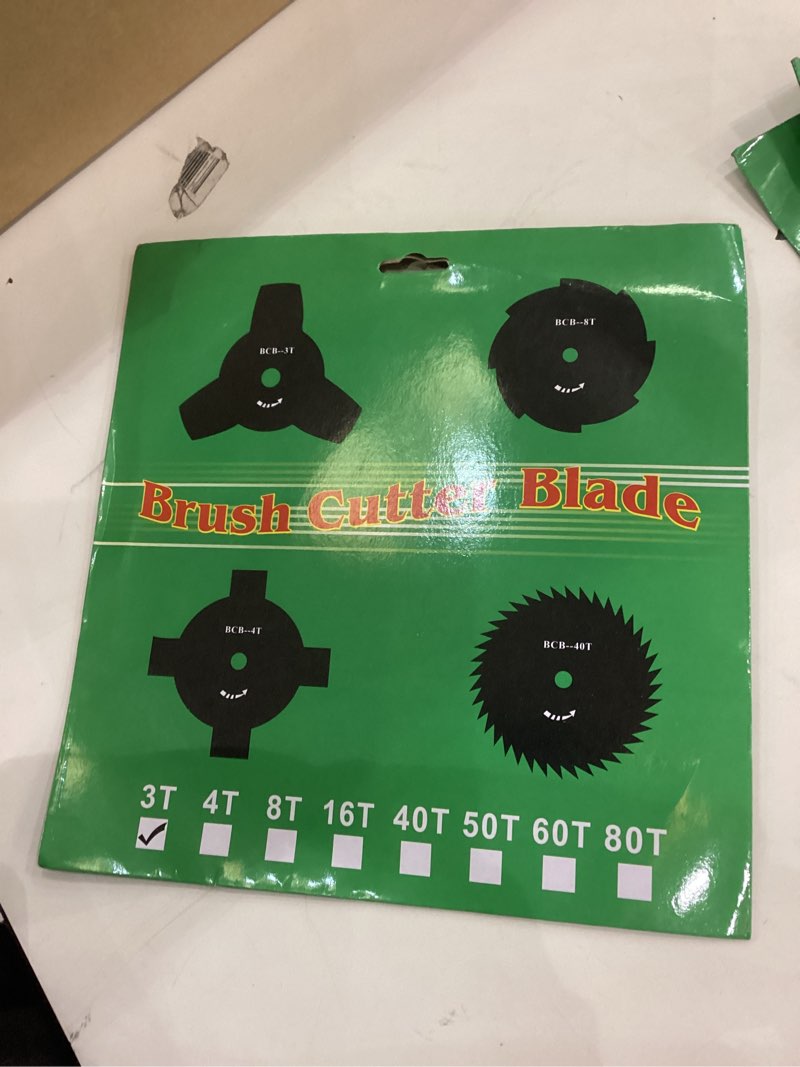 BCB--3T
BCB--8T
Brush Cutter Blade
BCB--4T
BCB--40T
3T 4T 8T 16T 40T 50T 60T 80T